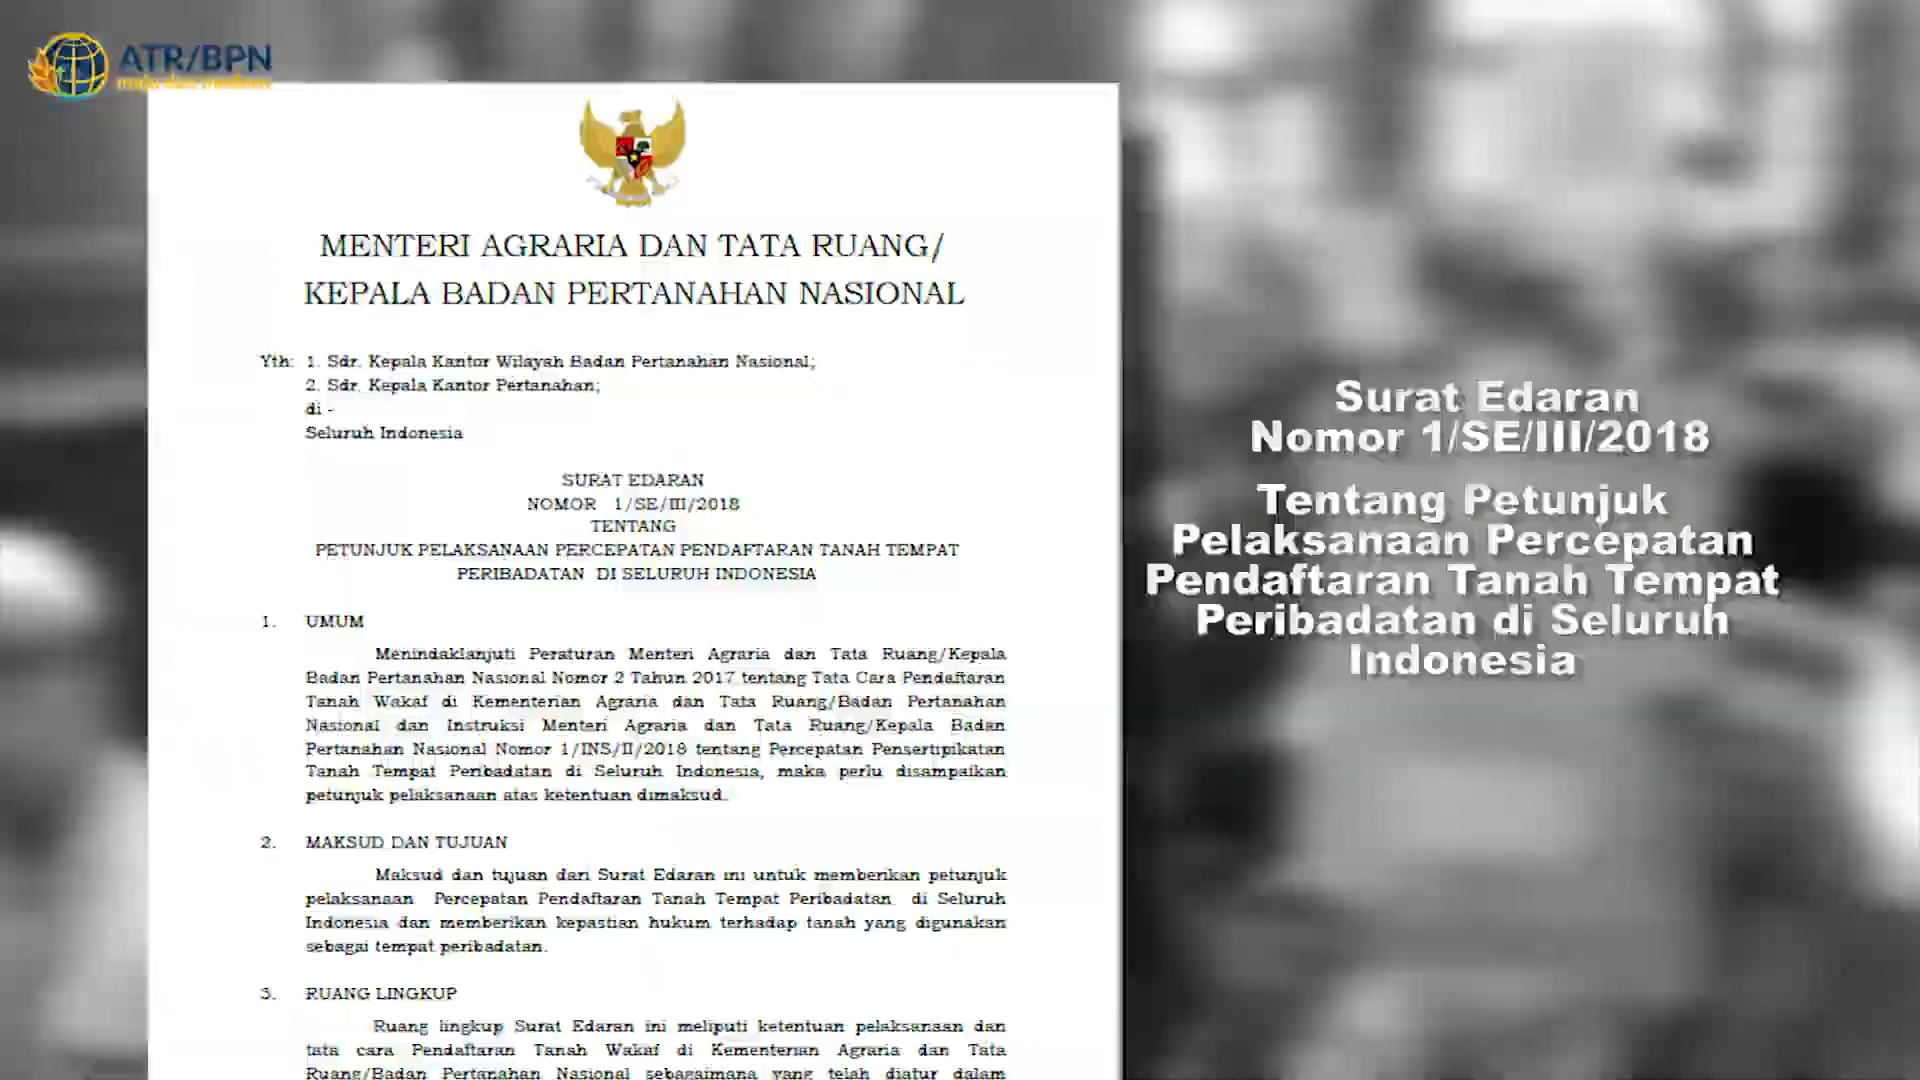 ATR/BPN
MENTERI AGRARIA DAN TATA RUANG/
KEPALA BADAN PERTANAHAN NASIONAL
Yth: 1. Sdr. Kepala Kantor Wilayah Badan Pertanahan Nasional;
2. Sdr. Kepala Kantor Pertanahan;
di -
Seluruh Indonesia
SURAT EDARAN
NOMOR 1/SE/III/2018
TENTANG
PETUNJUK PELAKSANAAN PERCEPATAN PENDAFTARAN TANAH TEMPAT
PERIBADATAN DI SELURUH INDONESIA
1. UMUM
Menindaklanjuti Peraturan Menteri Agraria dan Tata Ruang/Kepala
Badan Pertanahan Nasional Nomor 2 Tahun 2017 tentang Tata Cara Pendaftaran
Tanah Wakaf di Kementerian Agraria dan Tata Ruang/Badan Pertanahan
Nasional dan Instruksi Menteri Agraria dan Tata Ruang/Kepala Badan
Pertanahan Nasional Nomor 1/INS/II/2018 tentang Percepatan Pensertipikatan
Tanah Tempat Peribadatan di Seluruh Indonesia, maka perlu disampaikan
petunjuk pelaksanaan atas ketentuan dimaksud.
2. MAKSUD DAN TUJUAN
Maksud dan tujuan dari Surat Edaran ini untuk memberikan petunjuk
pelaksanaan Percepatan Pendaftaran Tanah Tempat Peribadatan di Seluruh
Indonesia dan memberikan kepastian hukum terhadap tanah yang digunakan
sebagai tempat peribadatan.
3. RUANG LINGKUP
Ruang lingkup Surat Edaran ini meliputi ketentuan pelaksanaan dan
tata cara Pendaftaran Tanah Wakaf di Kementerian Agraria dan Tata
Ruang/Badan Pertanahan Nasional sebagaimana yang telah diatur dalam
Surat Edaran
Nomor 1/SE/III/2018
Tentang Petunjuk
Pelaksanaan Percepatan
Pendaftaran Tanah Tempat
Peribadatan di Seluruh
Indonesia